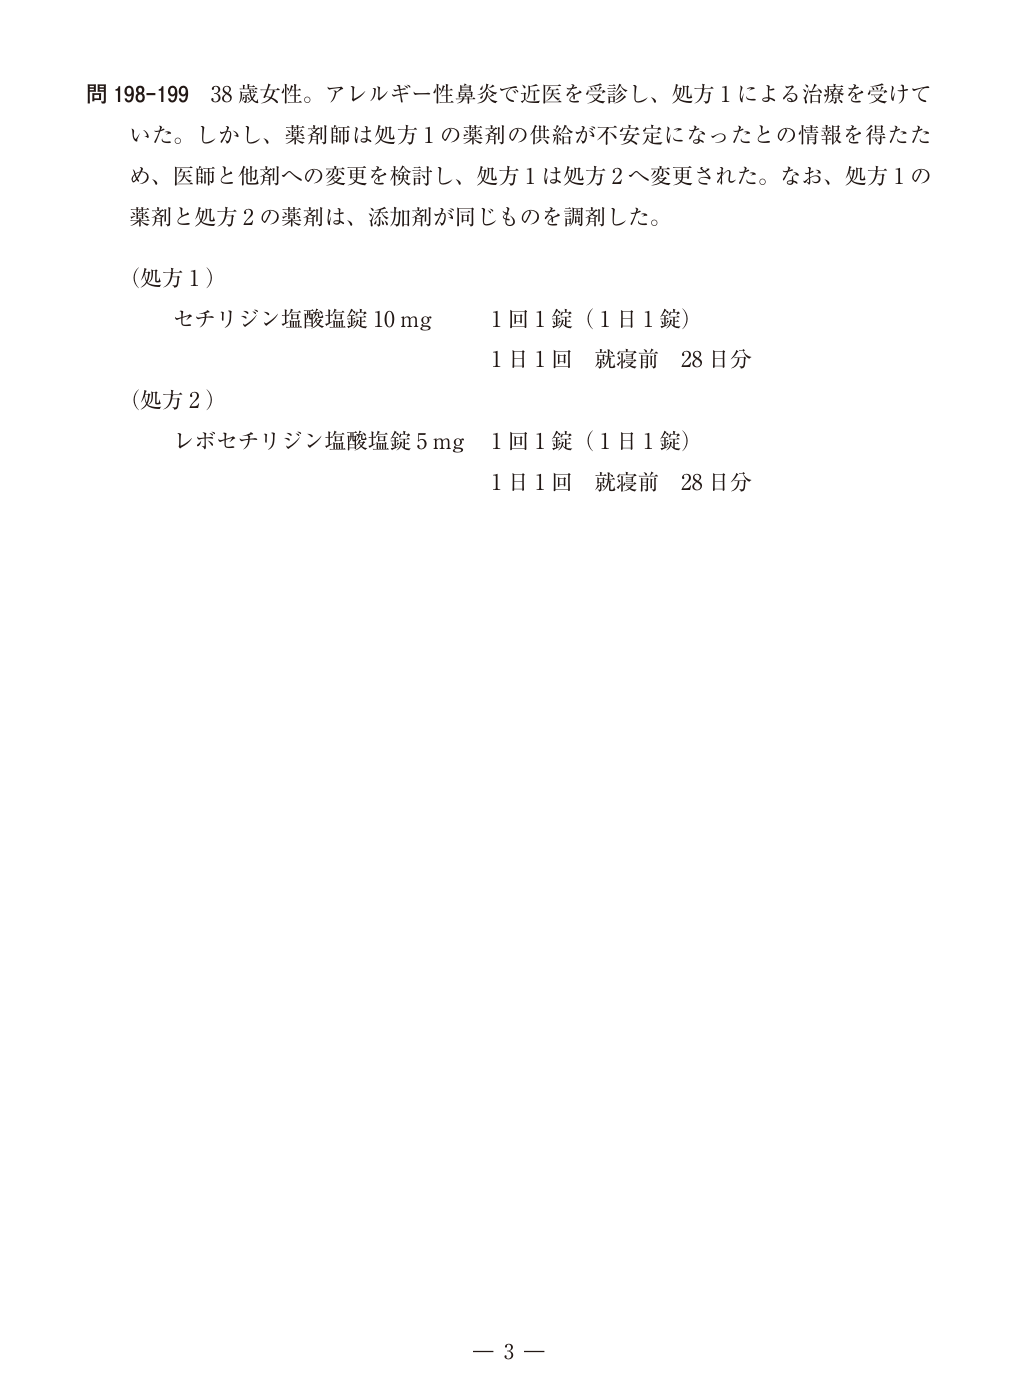 問 198-199　38 歳女性。アレルギー性鼻炎で近医を受診し、処方１による治療を受けて
いた。しかし、薬剤師は処方１の薬剤の供給が不安定になったとの情報を得たた
め、医師と他剤への変更を検討し、処方１は処方２へ変更された。なお、処方１の
薬剤と処方２の薬剤は、添加剤が同じものを調剤した。
（処方１）
セチリジン塩酸塩錠 10 mg　１回１錠（１日１錠）
１日１回　就寝前　28 日分
（処方２）
レボセチリジン塩酸塩錠５mg　１回１錠（１日１錠）
１日１回　就寝前　28 日分
― 3 ―